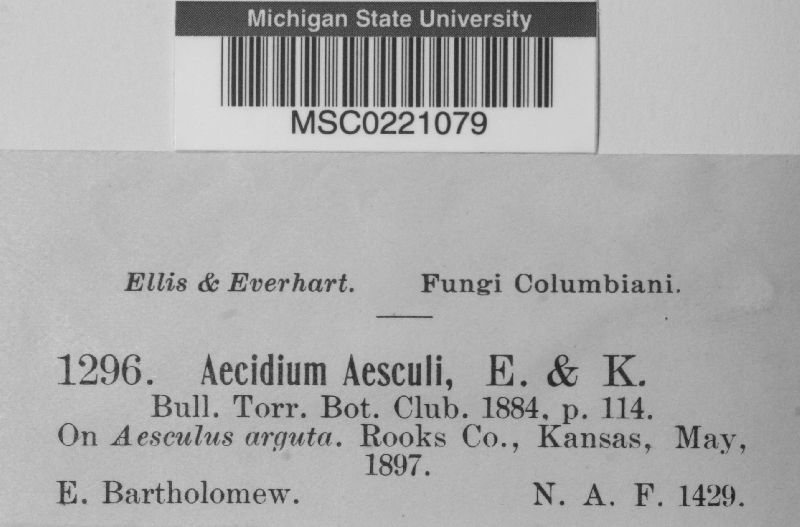 Michigan State University
MSC0221079
Ellis & Everhart. Fungi Columbiani.
1296. Aecidium Aesculi, E. & K.
Bull. Torr. Bot. Club. 1884, p. 114.
On Aesculus arguta. Rooks Co., Kansas, May,
1897.
E. Bartholomew. N. A. F. 1429.